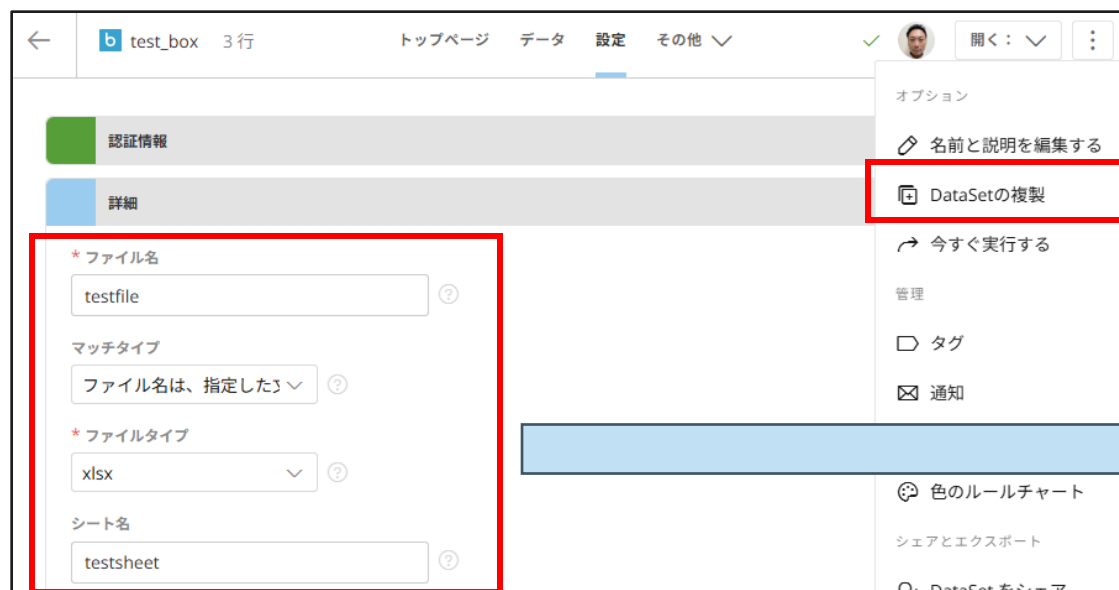 b test_box 3 行 トップページ データ 設定 その他 開く：
オプション
認証情報
名前と説明を編集する
詳細
DataSetの複製
今すぐ実行する
* ファイル名
testfile
管理
マッチタイプ
タグ
ファイル名は、指定した
通知
* ファイルタイプ
xlsx
色のルールチャート
シート名
シェアとエクスポート
testsheet
DataSet をシェア